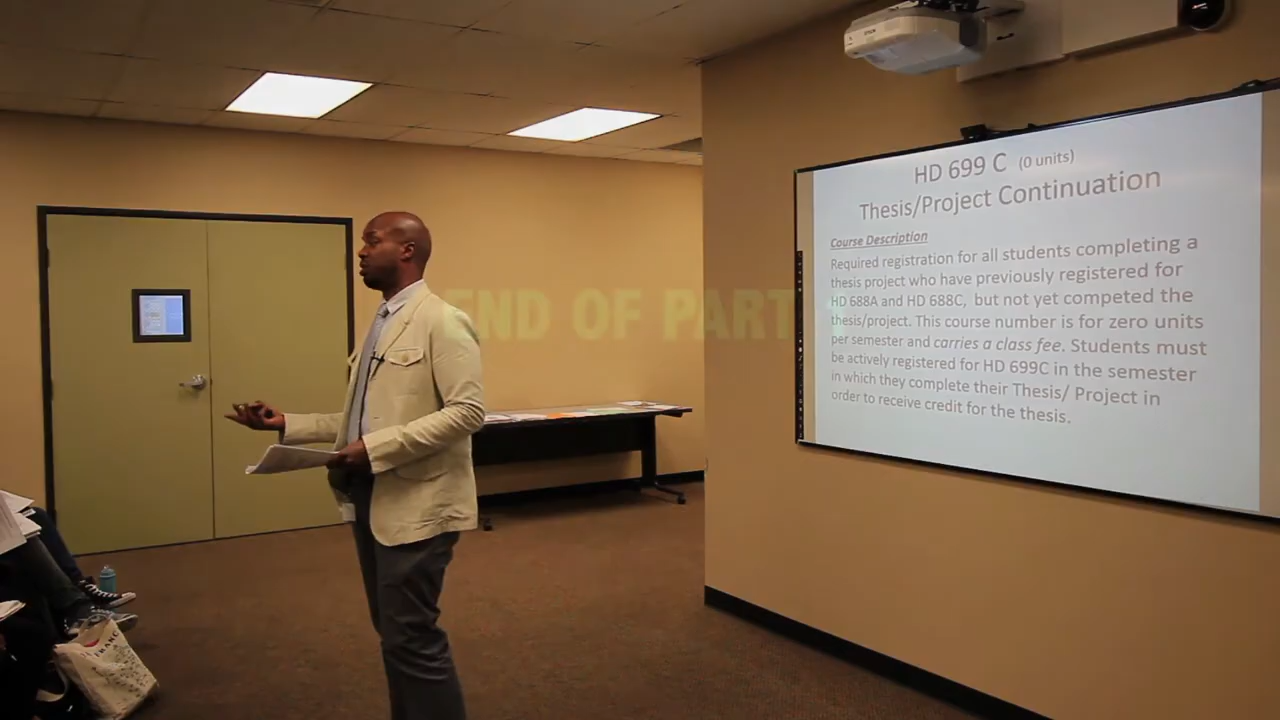 HD 699 C (0 units)
Thesis/Project Continuation
Course Description
Required registration for all students completing a
thesis project who have previously registered for
HD 688A and HD 688C, but not yet competed the
thesis/project. This course number is for zero units
per semester and carries a class fee. Students must
be actively registered for HD 699C in the semester
in which they complete their Thesis/ Project in
order to receive credit for the thesis.
END OF PART
EPSON